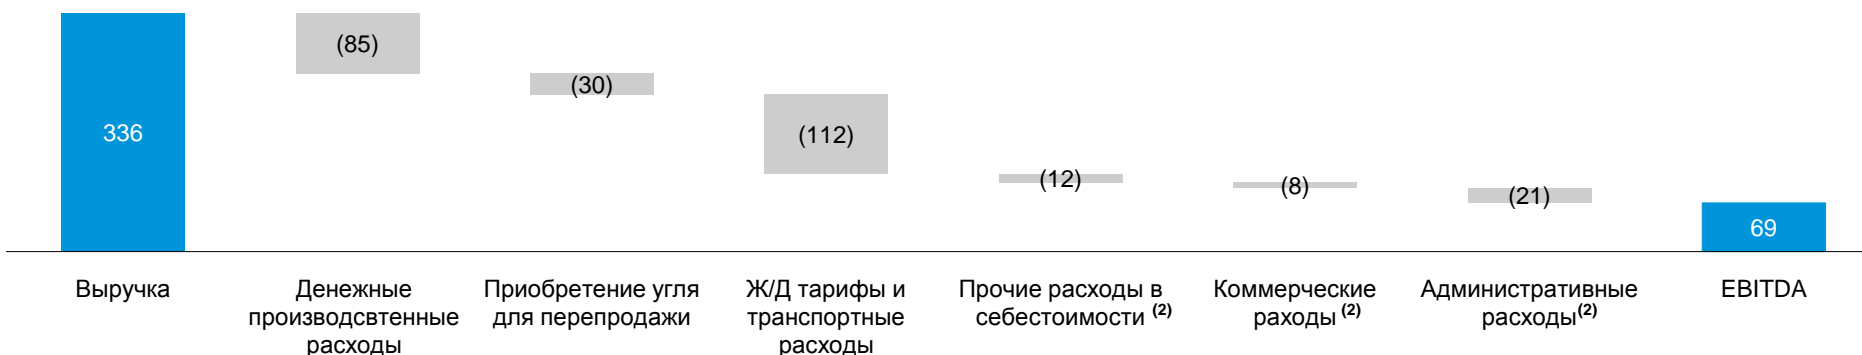 (85)
(30)
336
(112)
(12)
(8)
(21)
69
Выручка
Денежные
производсвтенные
расходы
Приобретение угля
для перепродажи
Ж/Д тарифы и
транспортные
расходы
Прочие расходы в
себестоимости (2)
Коммерческие
раходы (2)
Административные
расходы(2)
EBITDA